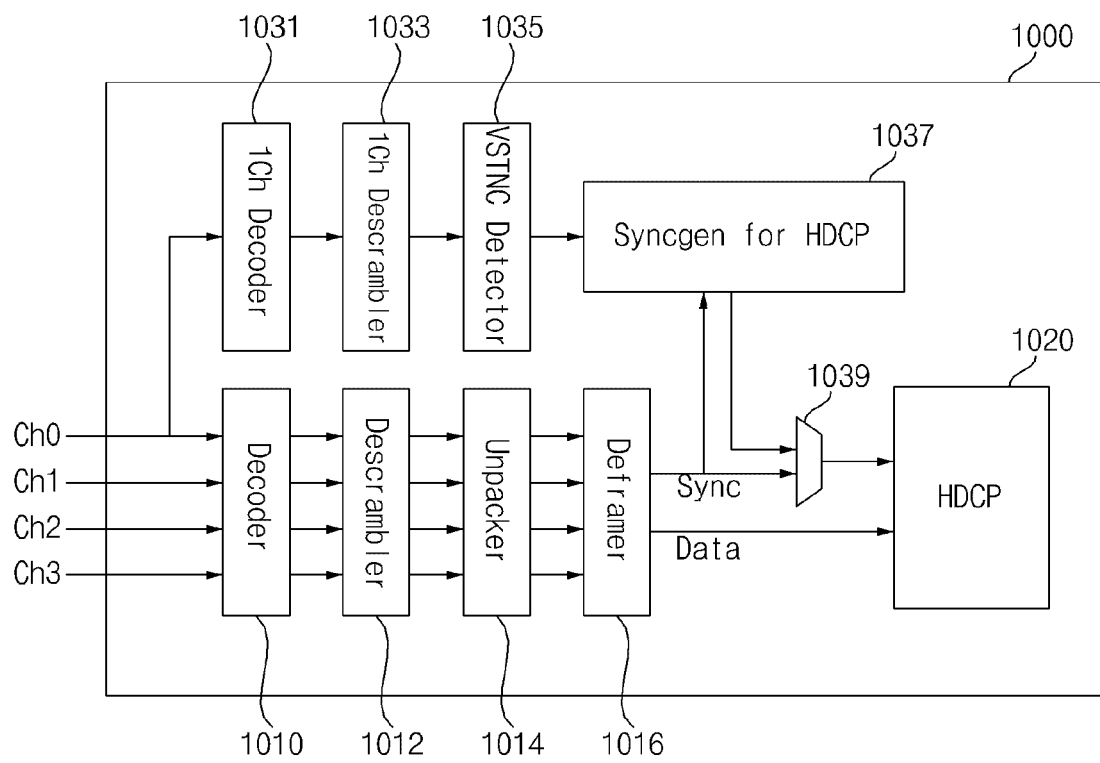 1031
1033
1035
1000
1Ch Decoder
1Ch Descrambler
VSTNC Detector
1037
Syncgen for HDCP
1039
1020
Ch0
Ch1
Ch2
Ch3
Decoder
Descrambler
Unpacker
Deframer
Sync
Data
HDCP
1010
1012
1014
1016